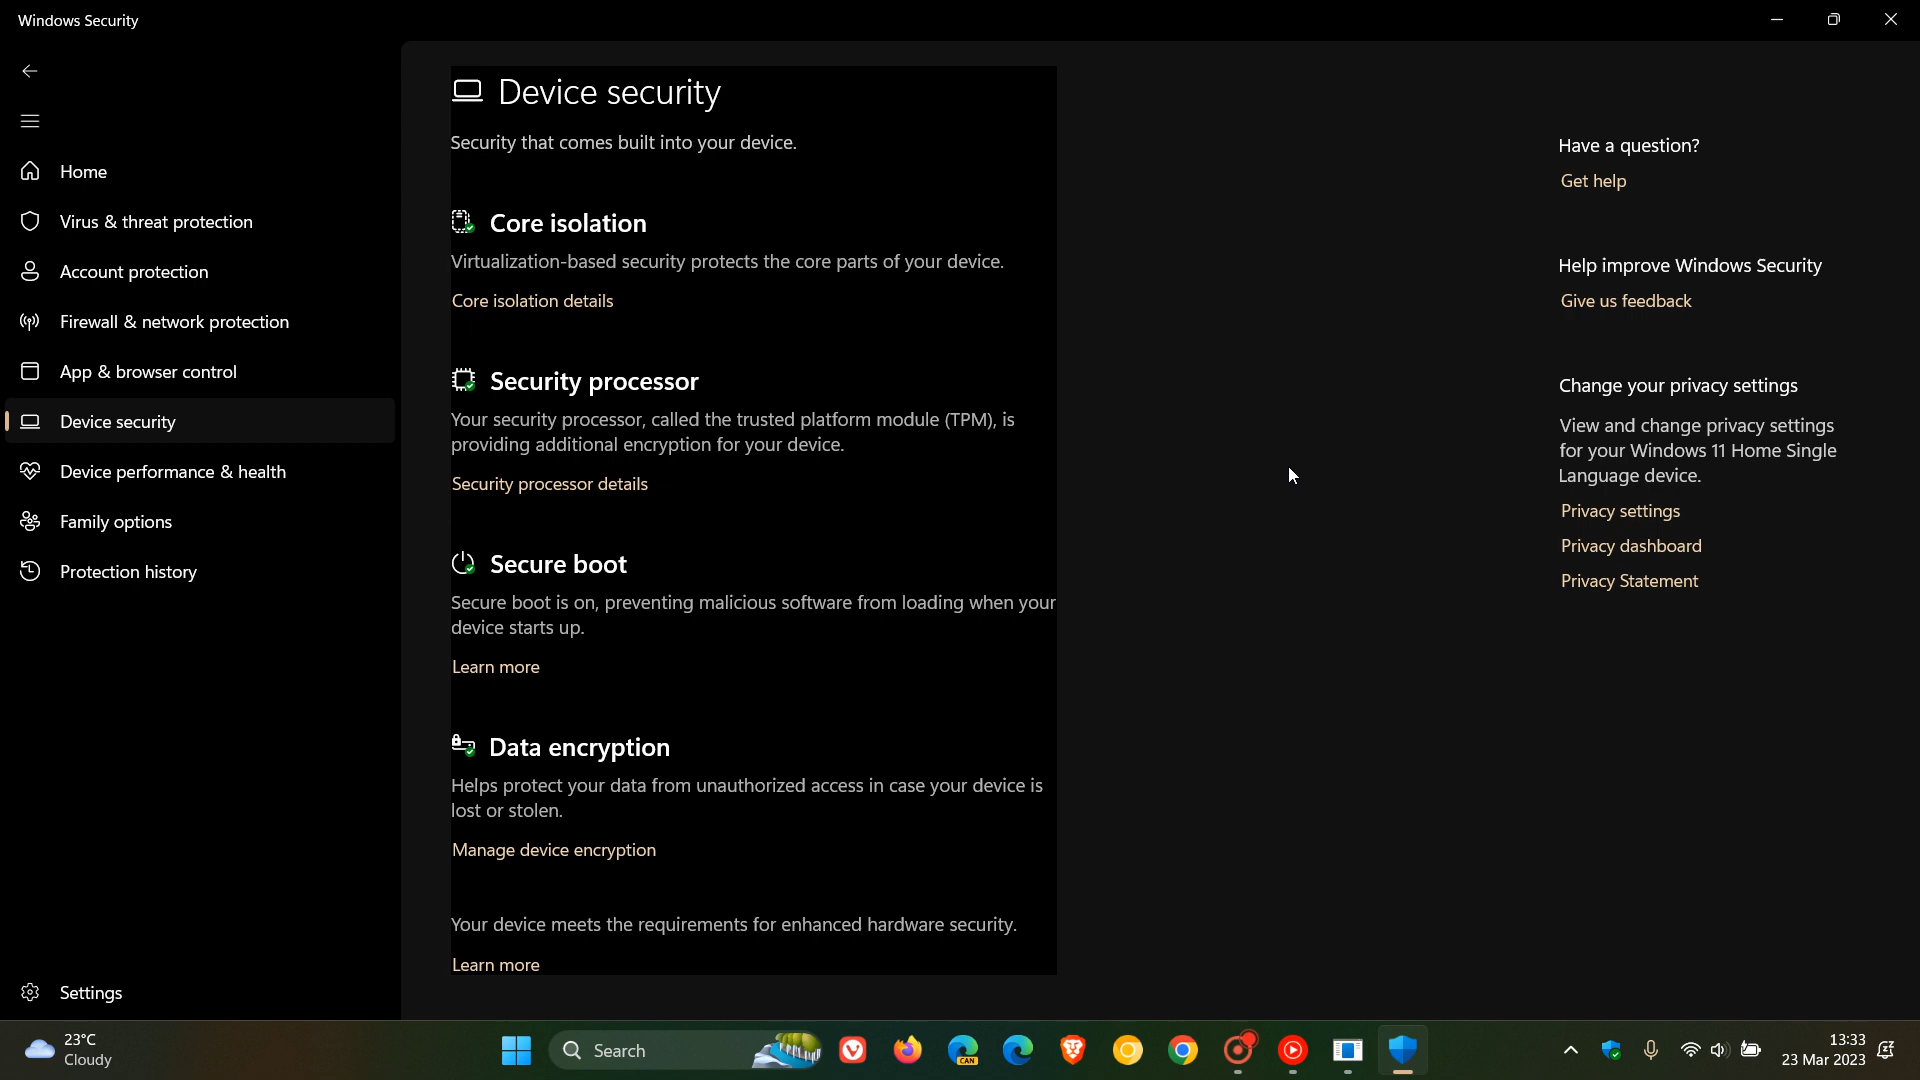 Windows Security
Home
Virus & threat protection
Account protection
Firewall & network protection
App & browser control
Device security
Device performance & health
Family options
Protection history
Settings
Device security
Security that comes built into your device.
Core isolation
Virtualization-based security protects the core parts of your device.
Core isolation details
Security processor
Your security processor, called the trusted platform module (TPM), is
providing additional encryption for your device.
Security processor details
Secure boot
Secure boot is on, preventing malicious software from loading when your
device starts up.
Learn more
Data encryption
Helps protect your data from unauthorized access in case your device is
lost or stolen.
Manage device encryption
Your device meets the requirements for enhanced hardware security.
Learn more
Have a question?
Get help
Help improve Windows Security
Give us feedback
Change your privacy settings
View and change privacy settings
for your Windows 11 Home Single
Language device.
Privacy settings
Privacy dashboard
Privacy Statement
23°C
Cloudy
Search
CAN
13:33
23 Mar 2023